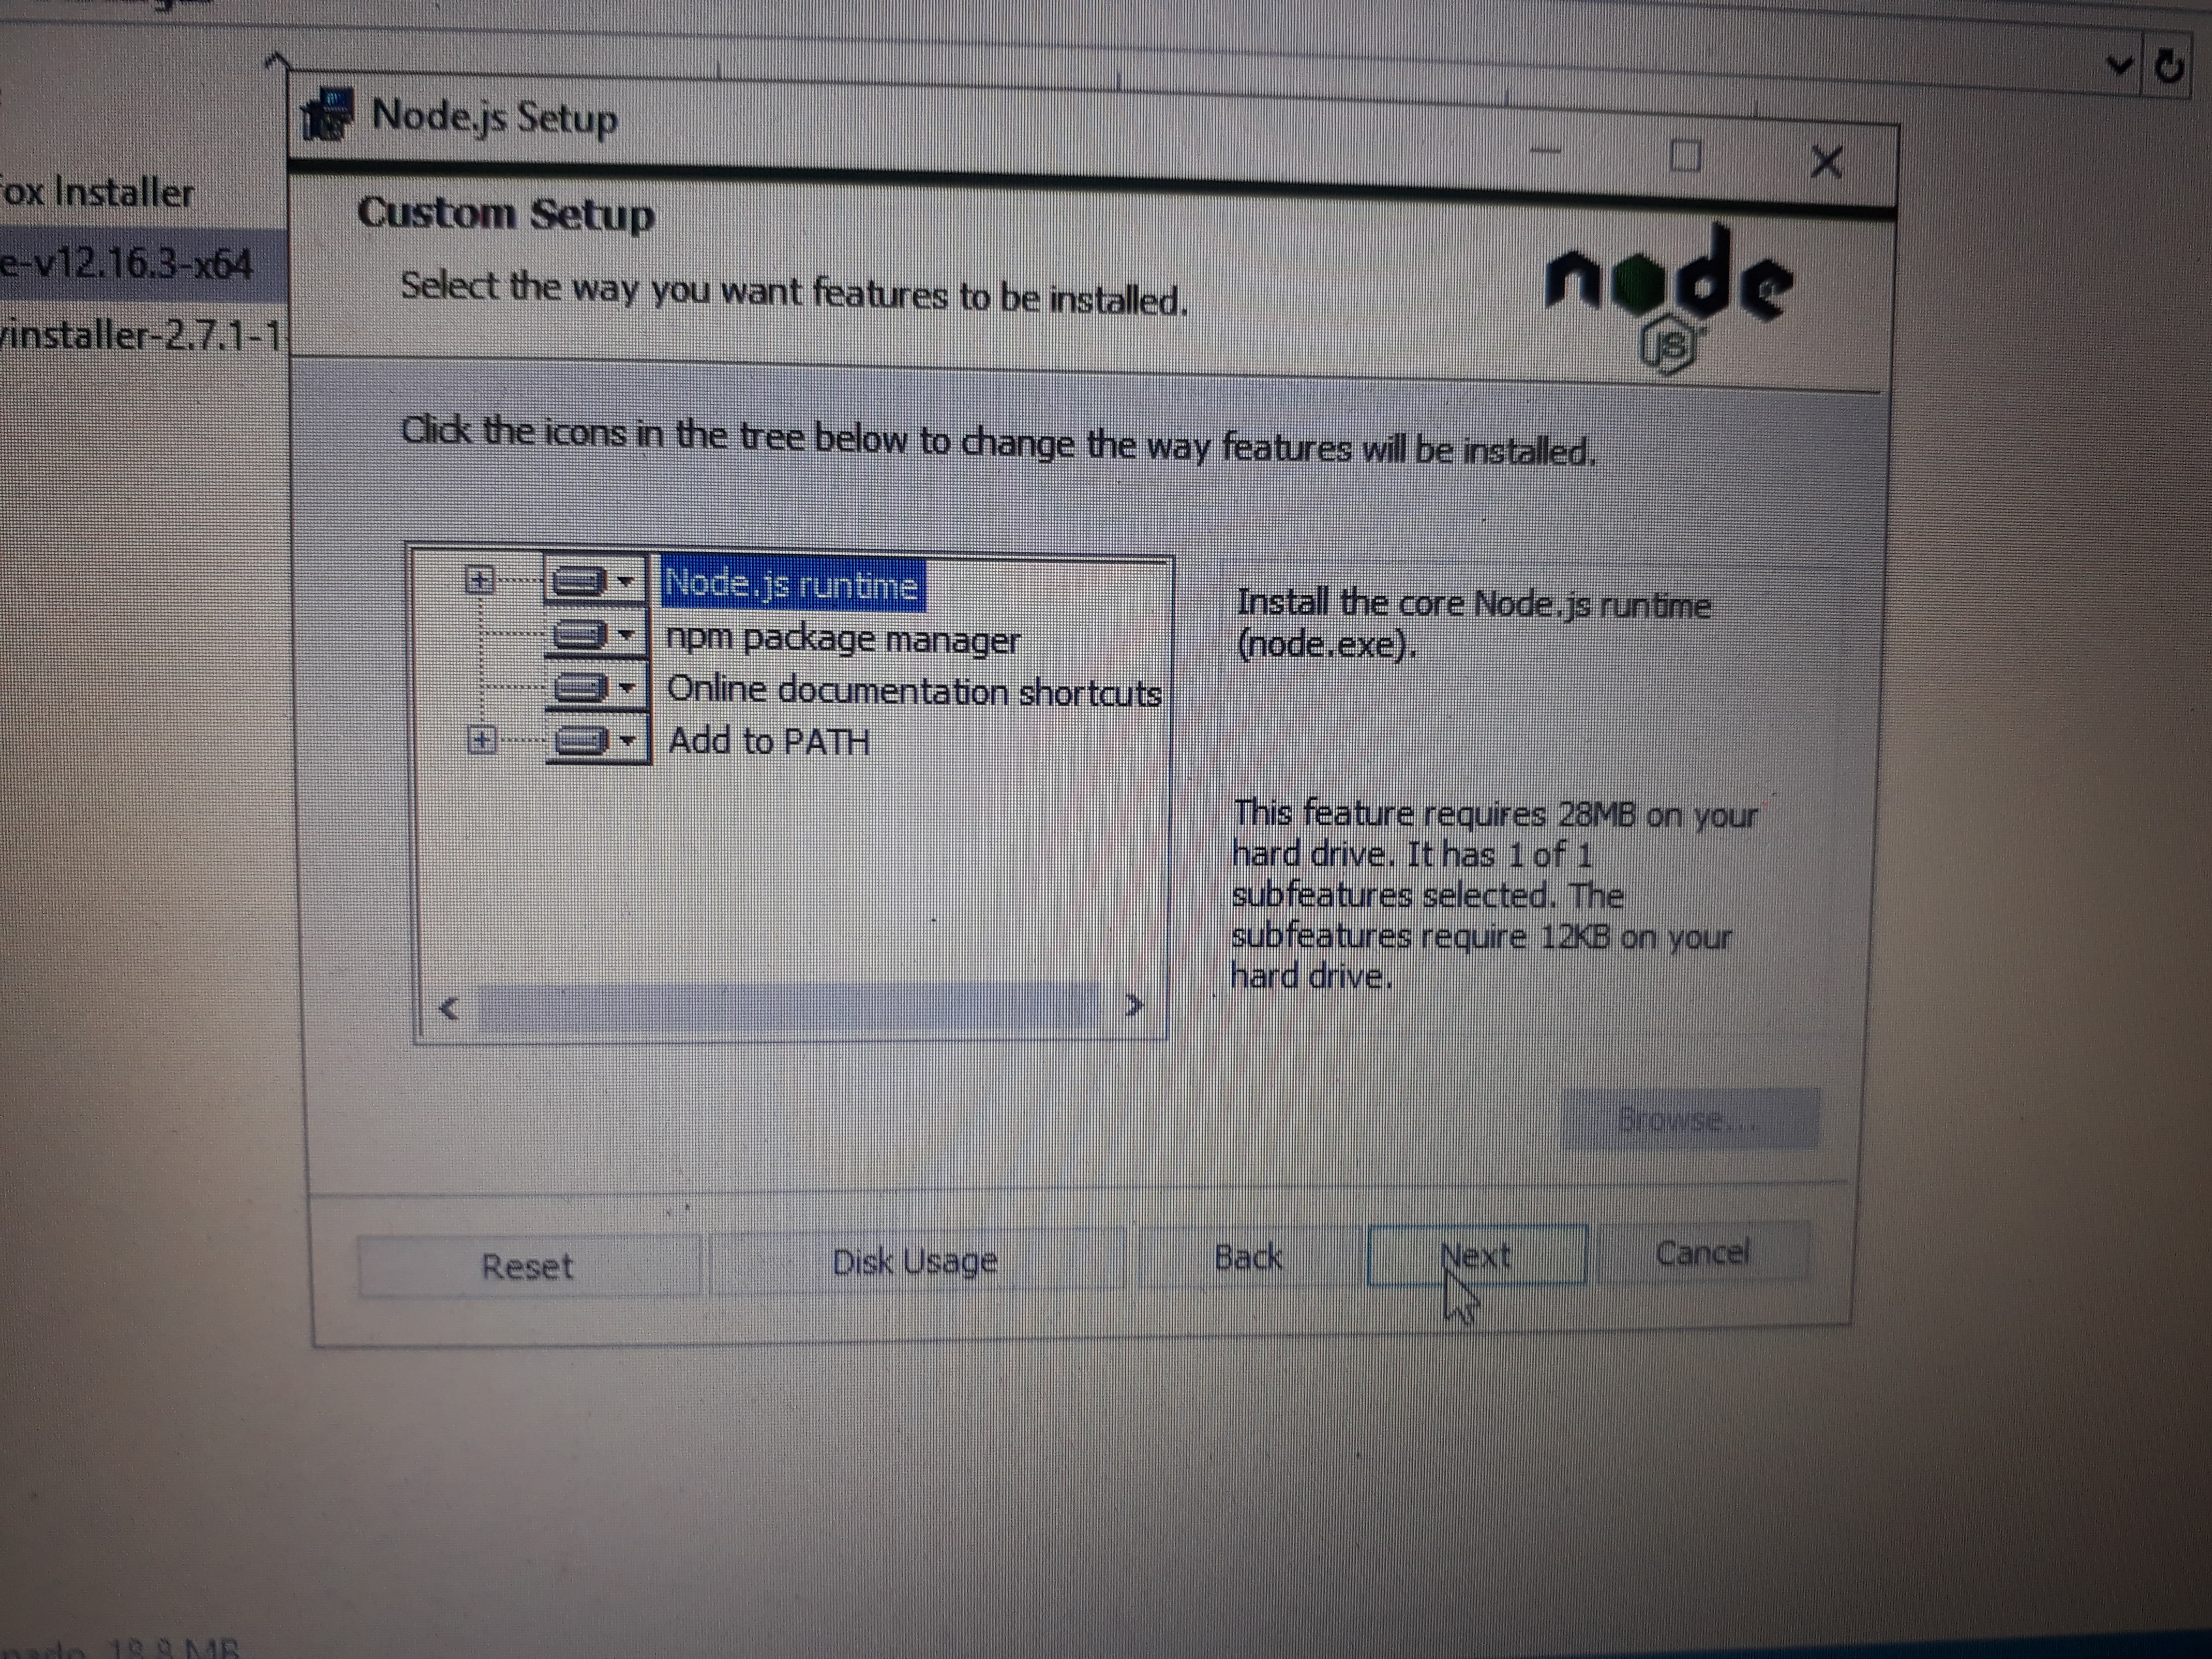 Node.js Setup
ox Installer
Custom Setup
e-v12.16.3-x64
Select the way you want features to be installed.
node
JS
installer-2.7.1-1
Click the icons in the tree below to change the way features will be installed.
Node.js runtime
npm package manager
Online documentation shortcuts
Add to PATH
Install the core Node.js runtime
(node.exe).
This feature requires 28MB on your
hard drive. It has 1 of 1
subfeatures selected. The
subfeatures require 12KB on your
hard drive.
Browse...
Reset
Disk Usage
Back
Next
Cancel
18,8 MB